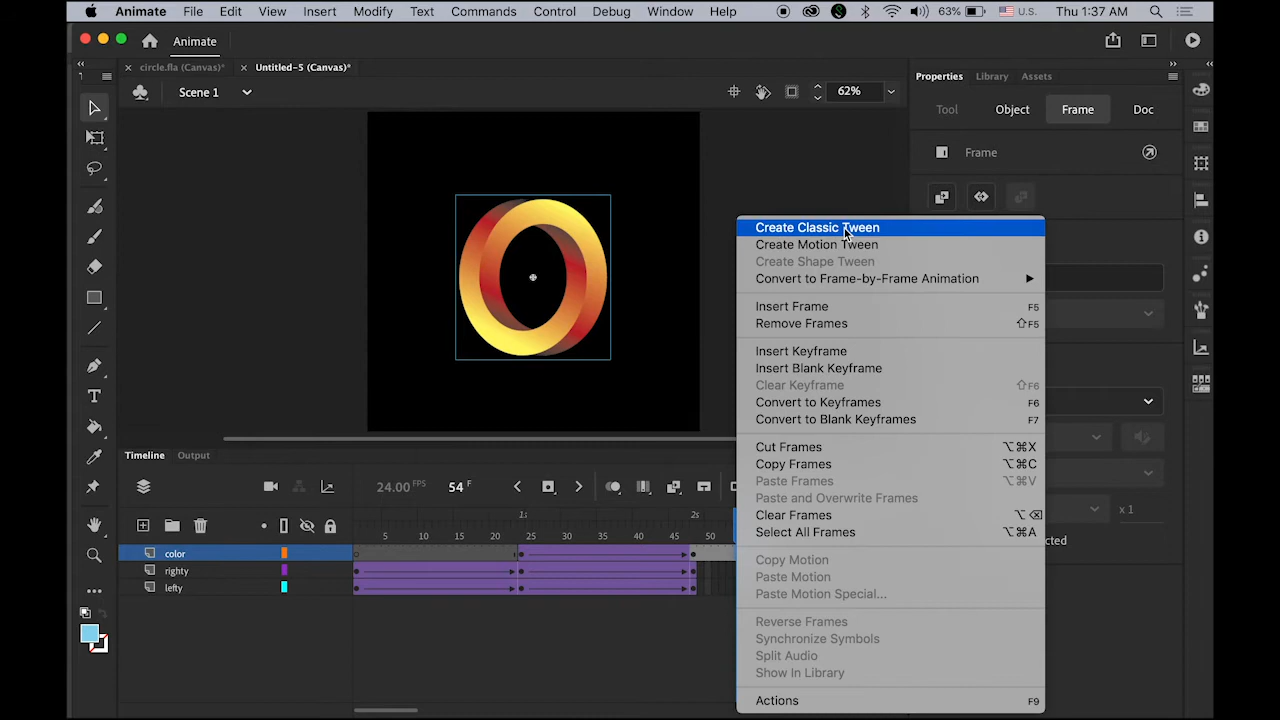 Animate File Edit View Insert Modify Text Commands Control Debug Window Help 63% U.S. Thu 1:37 AM
Animate
circle.fla (Canvas)* Untitled-5 (Canvas)* Properties Library Assets
Scene 1 62%
Tool Object Frame Doc
Frame
Create Classic Tween
Create Motion Tween
Create Shape Tween
Convert to Frame-by-Frame Animation
Insert Frame F5
Remove Frames ⇧F5
Insert Keyframe
Insert Blank Keyframe
Clear Keyframe ⇧F6
Convert to Keyframes F6
Convert to Blank Keyframes F7
Cut Frames ⌥⌘X
Copy Frames ⌥⌘C
Paste Frames ⌥⌘V
Paste and Overwrite Frames
Clear Frames ⌥⌫
Select All Frames ⌥⌘A
Copy Motion
Paste Motion
Paste Motion Special...
Reverse Frames
Synchronize Symbols
Split Audio
Show In Library
Actions F9
x 1
Timeline Output
24.00 FPS 54 F
1s 2s
5 10 15 20 25 30 35 40 45 50
color
righty
lefty